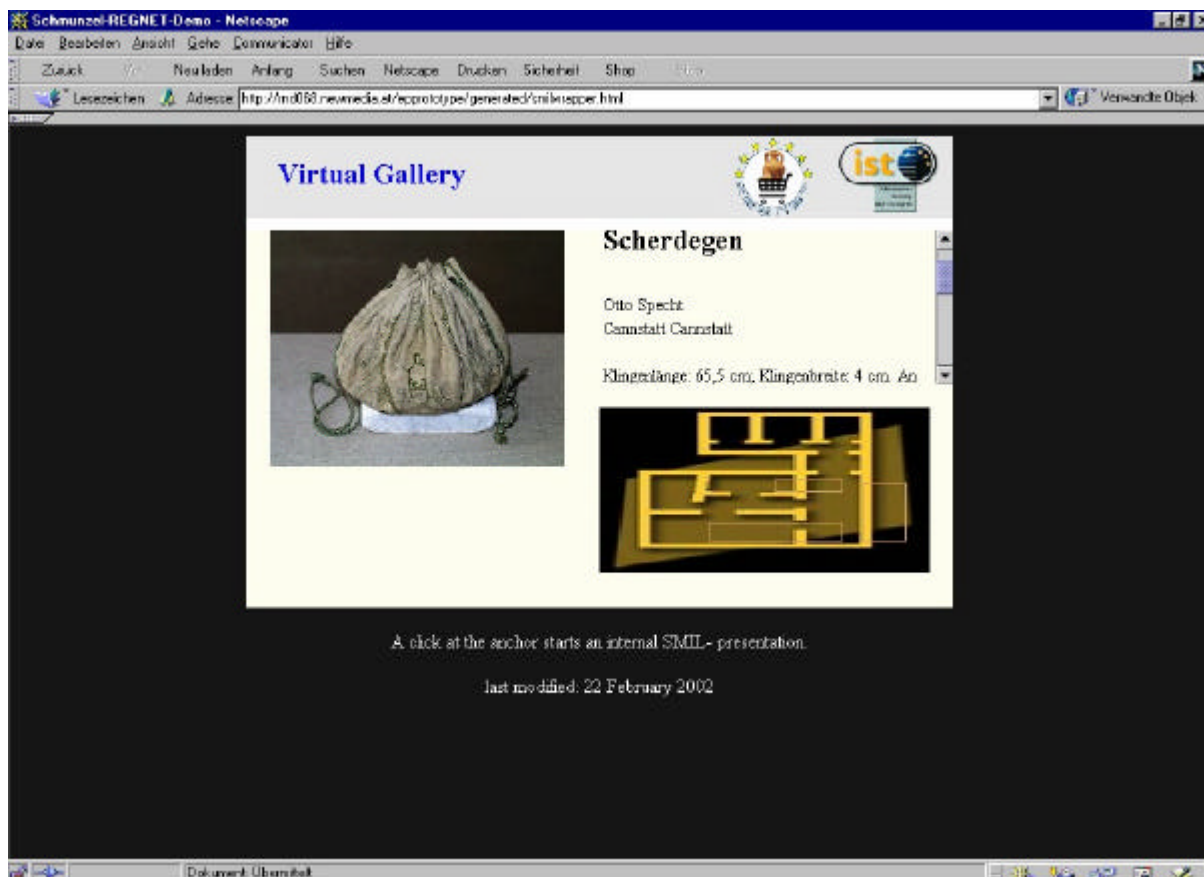 Schmunzel-REGNET-Demo - Netscape
Datei Bearbeiten Ansicht Gehe Communicator Hilfe
Zurück Neu laden Anfang Suchen Netscape Drucken Sicherheit Shop
Lesezeichen Adresse http://md068.newmedia.at/epprototype/generated/smilwrapper.html Verwandte Objek
Virtual Gallery
ist
Scherdegen
Otto Specht
Cannstatt Cannstatt
Klingenlänge: 65,5 cm, Klingenbreite: 4 cm. An
A click at the anchor starts an internal SMIL- presentation.
last modified: 22 February 2002
Dokument: Übermittelt